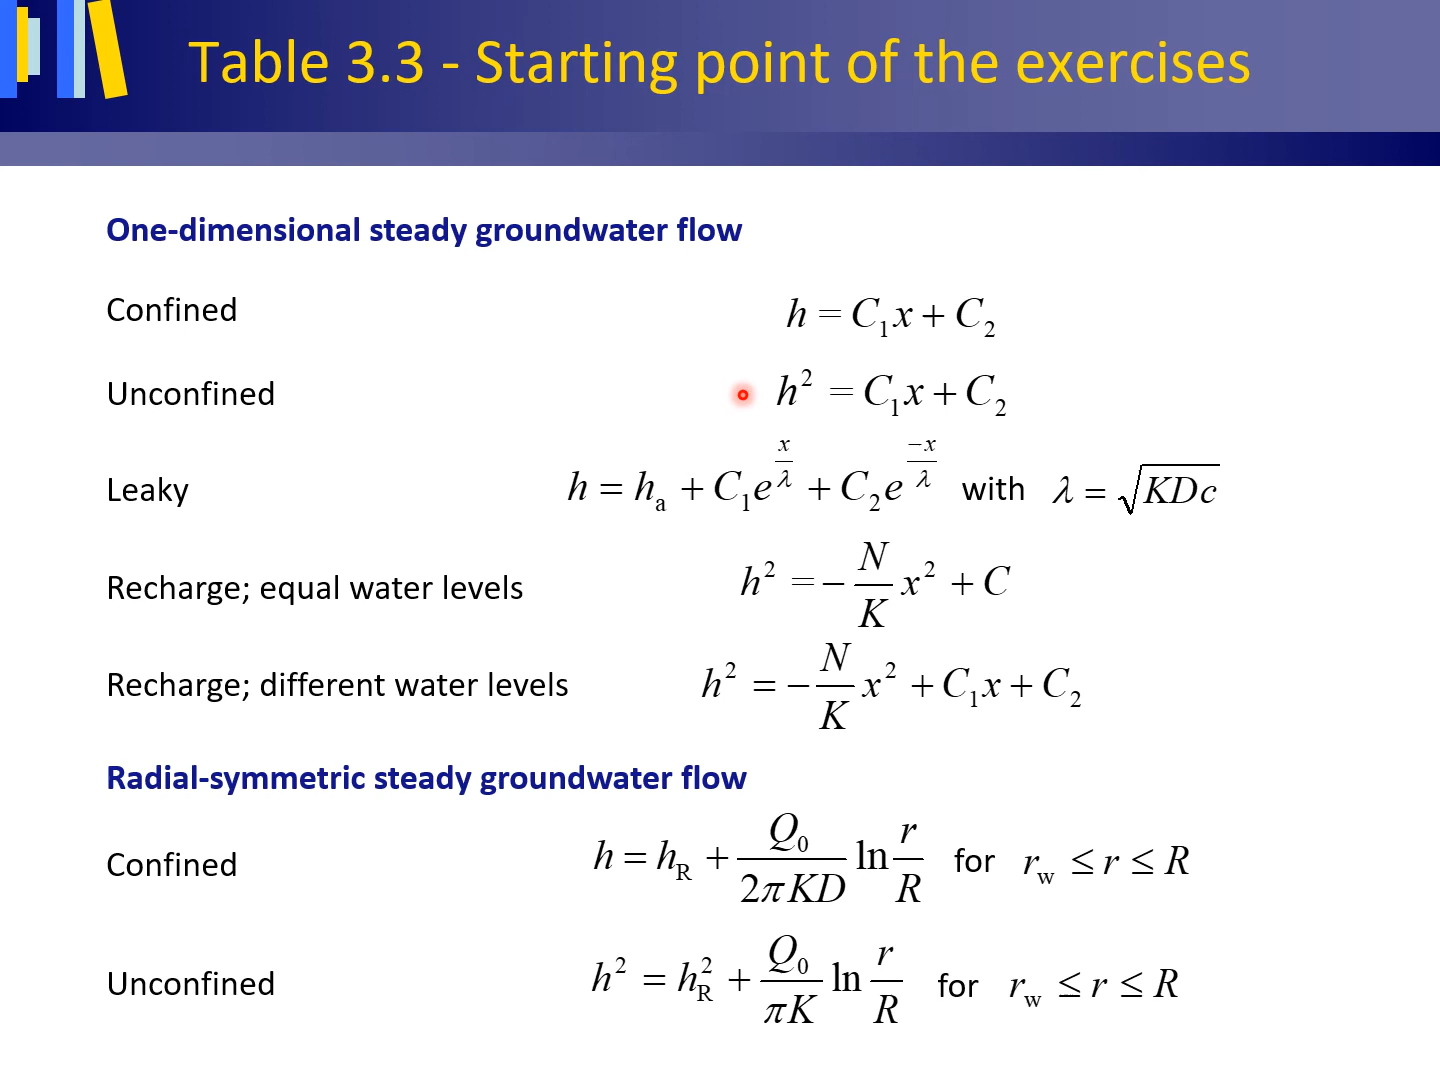 Table 3.3 - Starting point of the exercises
One-dimensional steady groundwater flow
Confined h = C₁x + C₂
Unconfined h² = C₁x + C₂
Leaky h = hₐ + C₁e^(x/λ) + C₂e^(−x/λ) with λ = √(KDc)
Recharge; equal water levels h² = −(N/K)x² + C
Recharge; different water levels h² = −(N/K)x² + C₁x + C₂
Radial-symmetric steady groundwater flow
Confined h = h_R + (Q₀/(2πKD)) ln(r/R) for r_w ≤ r ≤ R
Unconfined h² = h_R² + (Q₀/(πK)) ln(r/R) for r_w ≤ r ≤ R